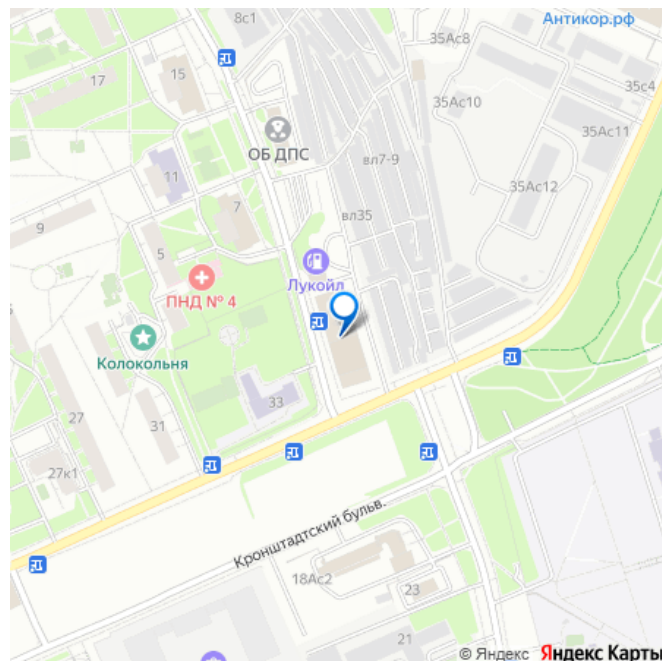 8с1
Антикор.рф
35Ас8
17
15
35с4
35Ас10
ОБ ДПС
35Ас11
вл7-9
11
35Ас12
7
вл35
9
5
Лукойл
ПНД № 4
Колокольня
33
27
31
27к1
Кронштадтский бульв.
18Ас2
23
21
© Яндекс Яндекс Карты